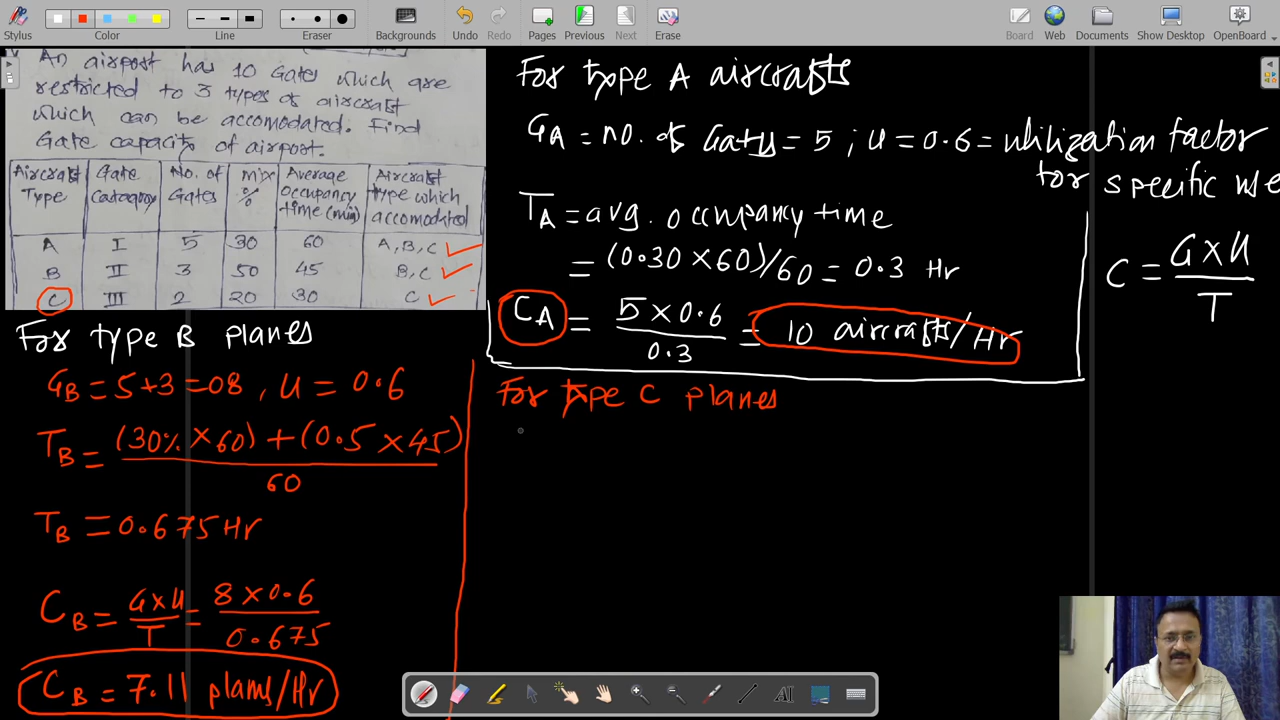 Stylus
Color
Line
Eraser
Backgrounds
Undo
Redo
Pages
Previous
Next
Erase
Board
Web
Documents
Show Desktop
OpenBoard
An airport has 10 Gates which are
restricted to 3 types of aircraft
which can be accomodated. Find
Gate capacity of airport.
Aircraft Type | Gate Catagory | No. of Gates | mix % | Average occupancy time (min) | Aircraft type which accomodated
A I 5 30 60 A, B, C ✓
B II 3 50 45 B, C ✓
C III 2 20 30 C ✓
For type A aircrafts
GA = no. of Gates = 5 ; u = 0.6 = utilization factor
for specific use
TA = avg. occupancy time
= (0.30 × 60)/60 = 0.3 Hr
CA = 5 × 0.6 / 0.3 = 10 aircrafts/Hr
C = G × U / T
For type B planes
GB = 5+3 = 08 , u = 0.6
TB = (30% × 60) + (0.5 × 45) / 60
TB = 0.675 Hr
CB = G × U / T = 8 × 0.6 / 0.675
CB = 7.11 plans/Hr
For type C planes